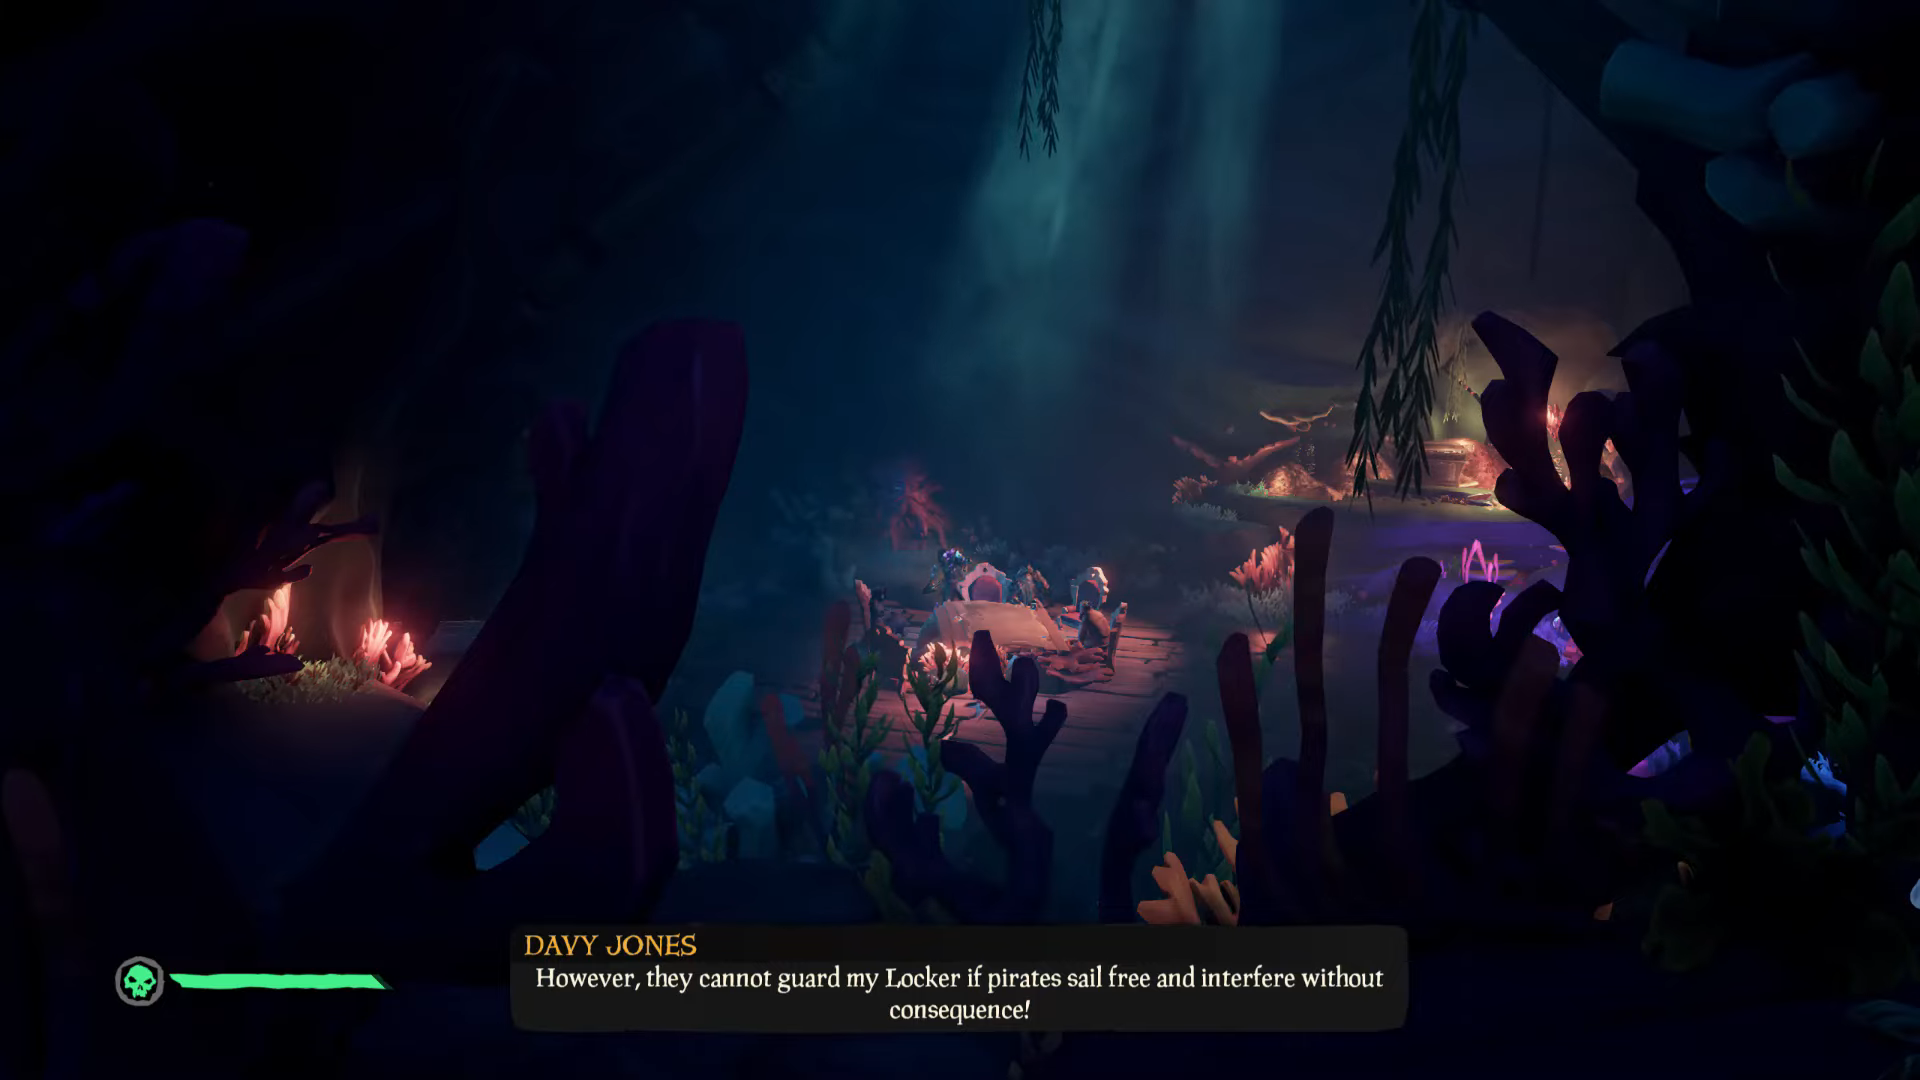 DAVY JONES
However, they cannot guard my Locker if pirates sail free and interfere without
consequence!